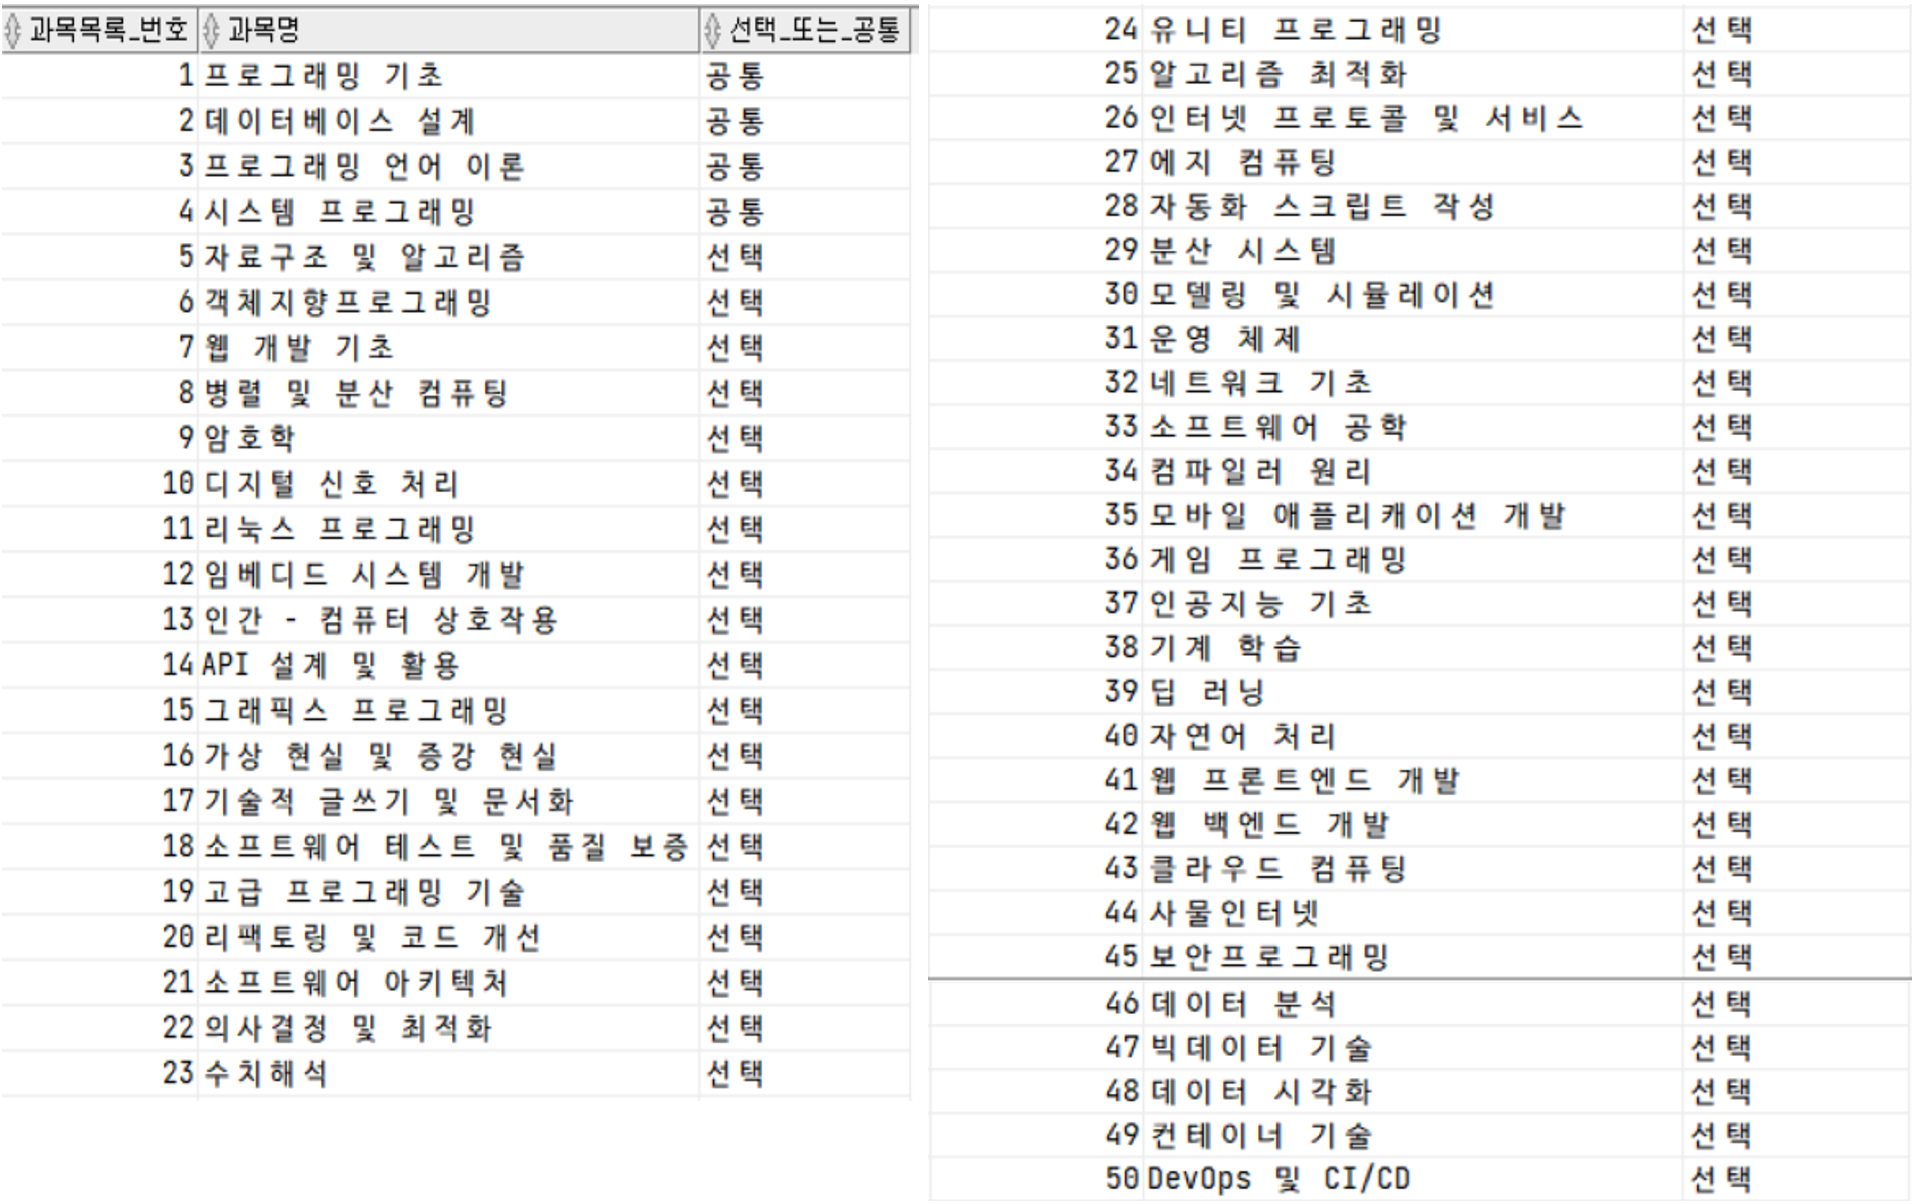 과목목록_번호 과목명 선택_또는_공통
1 프로그래밍 기초 공통
2 데이터베이스 설계 공통
3 프로그래밍 언어 이론 공통
4 시스템 프로그래밍 공통
5 자료구조 및 알고리즘 선택
6 객체지향프로그래밍 선택
7 웹 개발 기초 선택
8 병렬 및 분산 컴퓨팅 선택
9 암호학 선택
10 디지털 신호 처리 선택
11 리눅스 프로그래밍 선택
12 임베디드 시스템 개발 선택
13 인간 - 컴퓨터 상호작용 선택
14 API 설계 및 활용 선택
15 그래픽스 프로그래밍 선택
16 가상 현실 및 증강 현실 선택
17 기술적 글쓰기 및 문서화 선택
18 소프트웨어 테스트 및 품질 보증 선택
19 고급 프로그래밍 기술 선택
20 리팩토링 및 코드 개선 선택
21 소프트웨어 아키텍처 선택
22 의사결정 및 최적화 선택
23 수치해석 선택
24 유니티 프로그래밍 선택
25 알고리즘 최적화 선택
26 인터넷 프로토콜 및 서비스 선택
27 에지 컴퓨팅 선택
28 자동화 스크립트 작성 선택
29 분산 시스템 선택
30 모델링 및 시뮬레이션 선택
31 운영 체제 선택
32 네트워크 기초 선택
33 소프트웨어 공학 선택
34 컴파일러 원리 선택
35 모바일 애플리캐이션 개발 선택
36 게임 프로그래밍 선택
37 인공지능 기초 선택
38 기계 학습 선택
39 딥 러닝 선택
40 자연어 처리 선택
41 웹 프론트엔드 개발 선택
42 웹 백엔드 개발 선택
43 클라우드 컴퓨팅 선택
44 사물인터넷 선택
45 보안프로그래밍 선택
46 데이터 분석 선택
47 빅데이터 기술 선택
48 데이터 시각화 선택
49 컨테이너 기술 선택
50 DevOps 및 CI/CD 선택